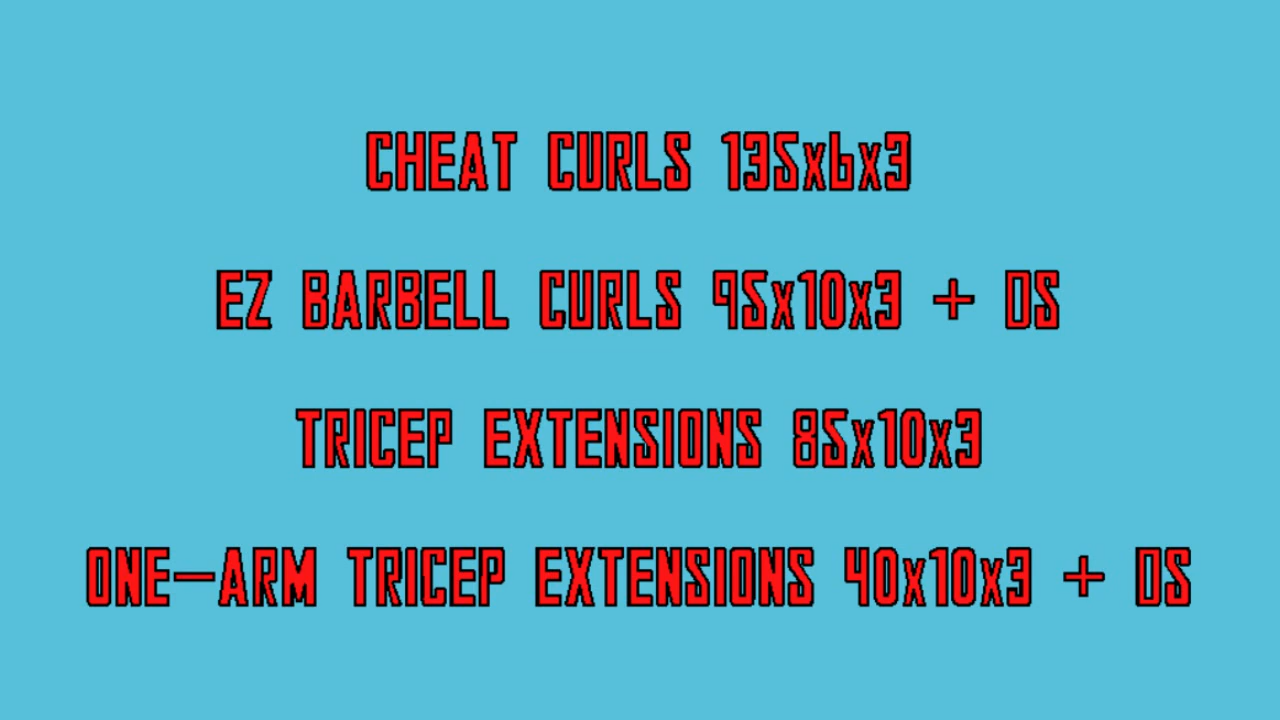 CHEAT CURLS 135x6x3
EZ BARBELL CURLS 95x10x3 + DS
TRICEP EXTENSIONS 85x10x3
ONE-ARM TRICEP EXTENSIONS 40x10x3 + DS